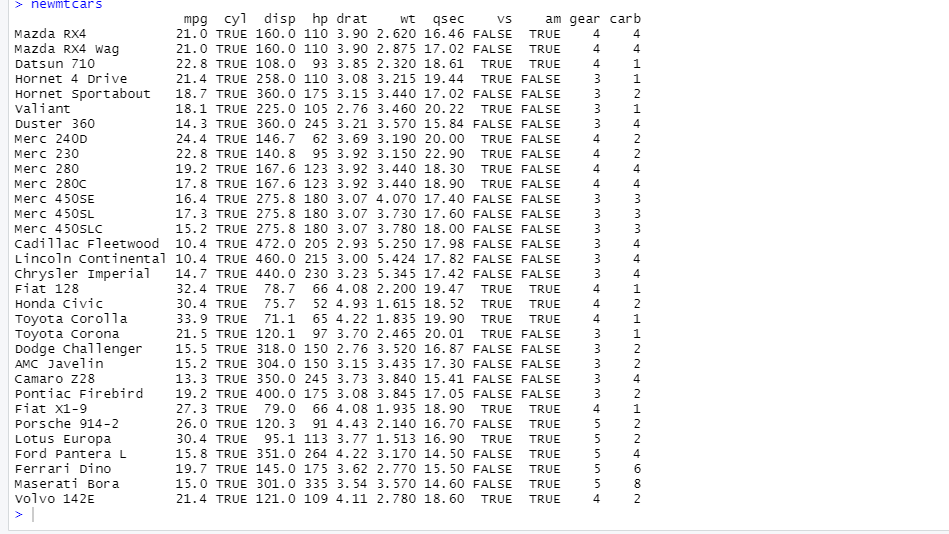 > newmtcars
mpg cyl disp hp drat wt qsec vs am gear carb
Mazda RX4 21.0 TRUE 160.0 110 3.90 2.620 16.46 FALSE TRUE 4 4
Mazda RX4 Wag 21.0 TRUE 160.0 110 3.90 2.875 17.02 FALSE TRUE 4 4
Datsun 710 22.8 TRUE 108.0 93 3.85 2.320 18.61 TRUE TRUE 4 1
Hornet 4 Drive 21.4 TRUE 258.0 110 3.08 3.215 19.44 TRUE FALSE 3 1
Hornet Sportabout 18.7 TRUE 360.0 175 3.15 3.440 17.02 FALSE FALSE 3 2
Valiant 18.1 TRUE 225.0 105 2.76 3.460 20.22 TRUE FALSE 3 1
Duster 360 14.3 TRUE 360.0 245 3.21 3.570 15.84 FALSE FALSE 3 4
Merc 240D 24.4 TRUE 146.7 62 3.69 3.190 20.00 TRUE FALSE 4 2
Merc 230 22.8 TRUE 140.8 95 3.92 3.150 22.90 TRUE FALSE 4 2
Merc 280 19.2 TRUE 167.6 123 3.92 3.440 18.30 TRUE FALSE 4 4
Merc 280C 17.8 TRUE 167.6 123 3.92 3.440 18.90 TRUE FALSE 4 4
Merc 450SE 16.4 TRUE 275.8 180 3.07 4.070 17.40 FALSE FALSE 3 3
Merc 450SL 17.3 TRUE 275.8 180 3.07 3.730 17.60 FALSE FALSE 3 3
Merc 450SLC 15.2 TRUE 275.8 180 3.07 3.780 18.00 FALSE FALSE 3 3
Cadillac Fleetwood 10.4 TRUE 472.0 205 2.93 5.250 17.98 FALSE FALSE 3 4
Lincoln Continental 10.4 TRUE 460.0 215 3.00 5.424 17.82 FALSE FALSE 3 4
Chrysler Imperial 14.7 TRUE 440.0 230 3.23 5.345 17.42 FALSE FALSE 3 4
Fiat 128 32.4 TRUE 78.7 66 4.08 2.200 19.47 TRUE TRUE 4 1
Honda Civic 30.4 TRUE 75.7 52 4.93 1.615 18.52 TRUE TRUE 4 2
Toyota Corolla 33.9 TRUE 71.1 65 4.22 1.835 19.90 TRUE TRUE 4 1
Toyota Corona 21.5 TRUE 120.1 97 3.70 2.465 20.01 TRUE FALSE 3 1
Dodge Challenger 15.5 TRUE 318.0 150 2.76 3.520 16.87 FALSE FALSE 3 2
AMC Javelin 15.2 TRUE 304.0 150 3.15 3.435 17.30 FALSE FALSE 3 2
Camaro Z28 13.3 TRUE 350.0 245 3.73 3.840 15.41 FALSE FALSE 3 4
Pontiac Firebird 19.2 TRUE 400.0 175 3.08 3.845 17.05 FALSE FALSE 3 2
Fiat X1-9 27.3 TRUE 79.0 66 4.08 1.935 18.90 TRUE TRUE 4 1
Porsche 914-2 26.0 TRUE 120.3 91 4.43 2.140 16.70 FALSE TRUE 5 2
Lotus Europa 30.4 TRUE 95.1 113 3.77 1.513 16.90 TRUE TRUE 5 2
Ford Pantera L 15.8 TRUE 351.0 264 4.22 3.170 14.50 FALSE TRUE 5 4
Ferrari Dino 19.7 TRUE 145.0 175 3.62 2.770 15.50 FALSE TRUE 5 6
Maserati Bora 15.0 TRUE 301.0 335 3.54 3.570 14.60 FALSE TRUE 5 8
Volvo 142E 21.4 TRUE 121.0 109 4.11 2.780 18.60 TRUE TRUE 4 2
>